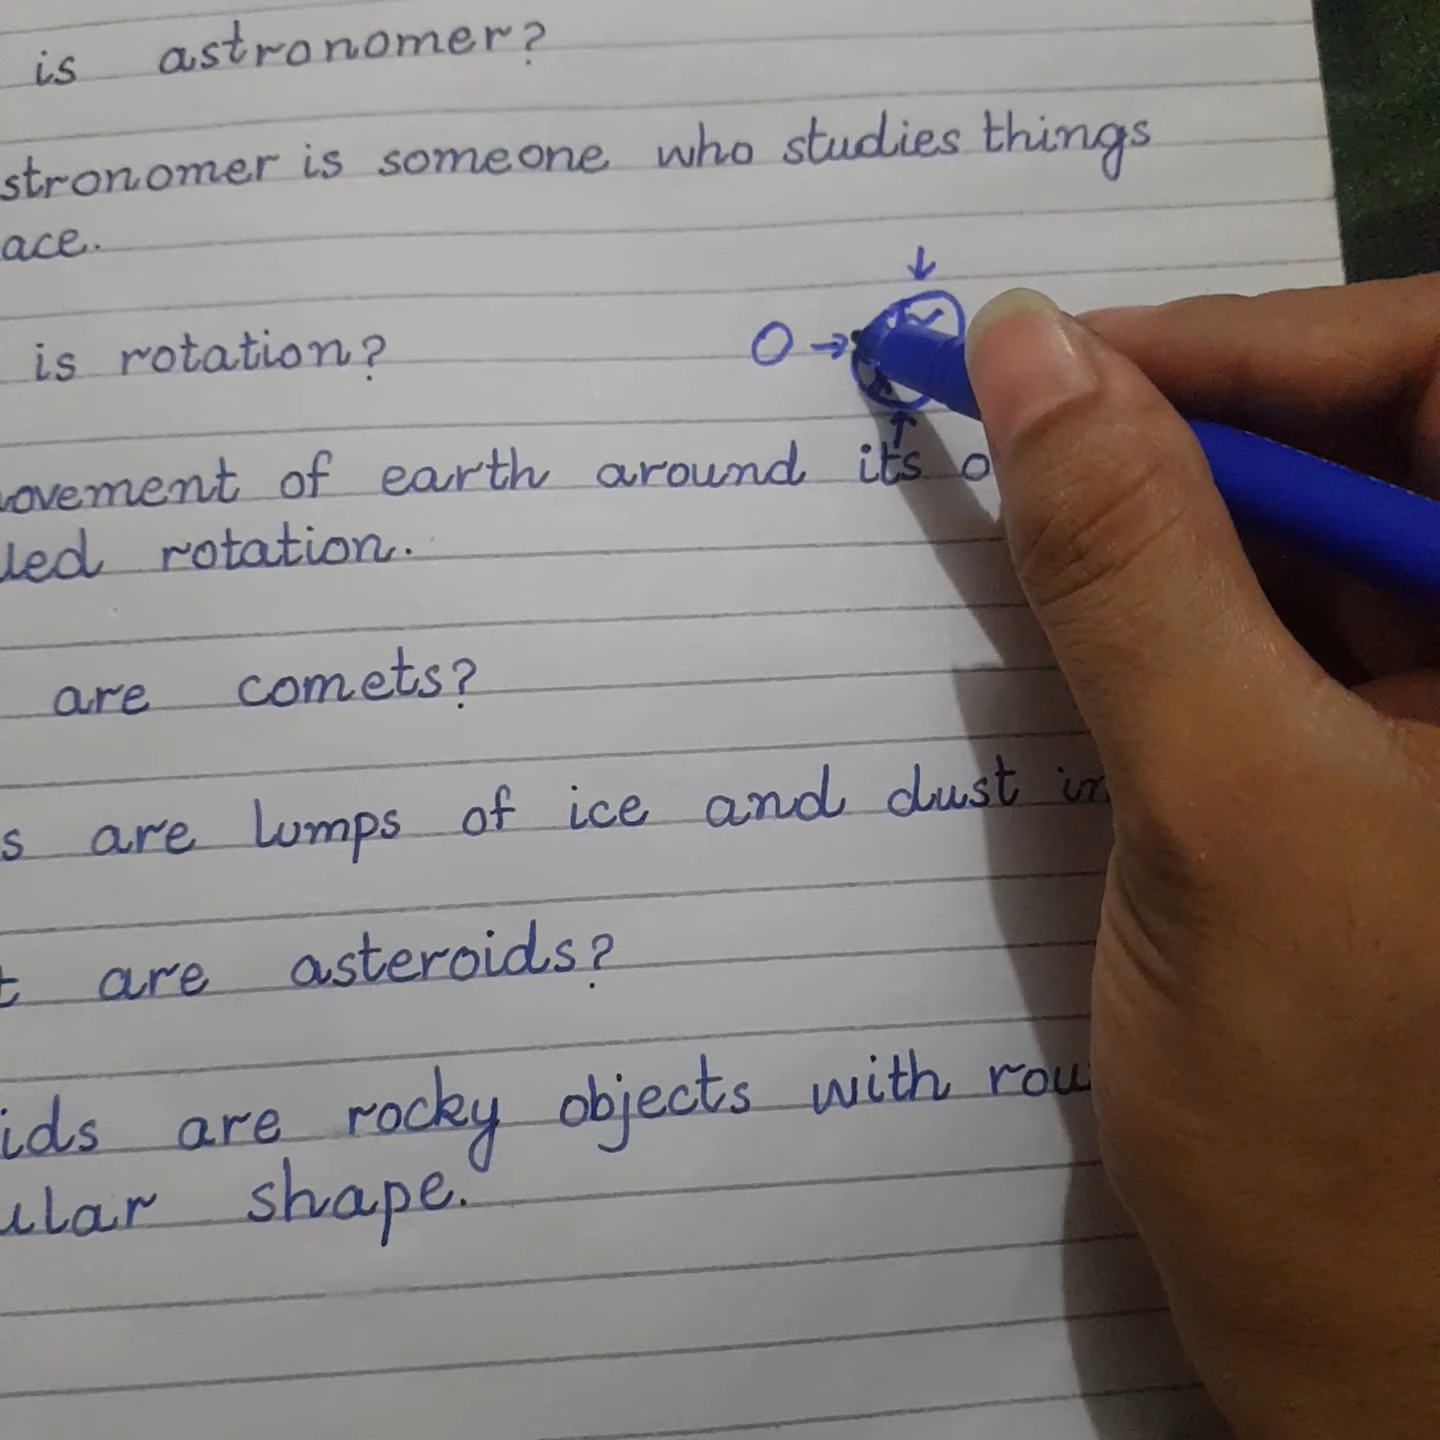 is astronomer?
stronomer is someone who studies things
ace.
is rotation?
ovement of earth around its
led rotation.
are comets?
s are lumps of ice and dust
t are asteroids?
ids are rocky objects with
ular shape.